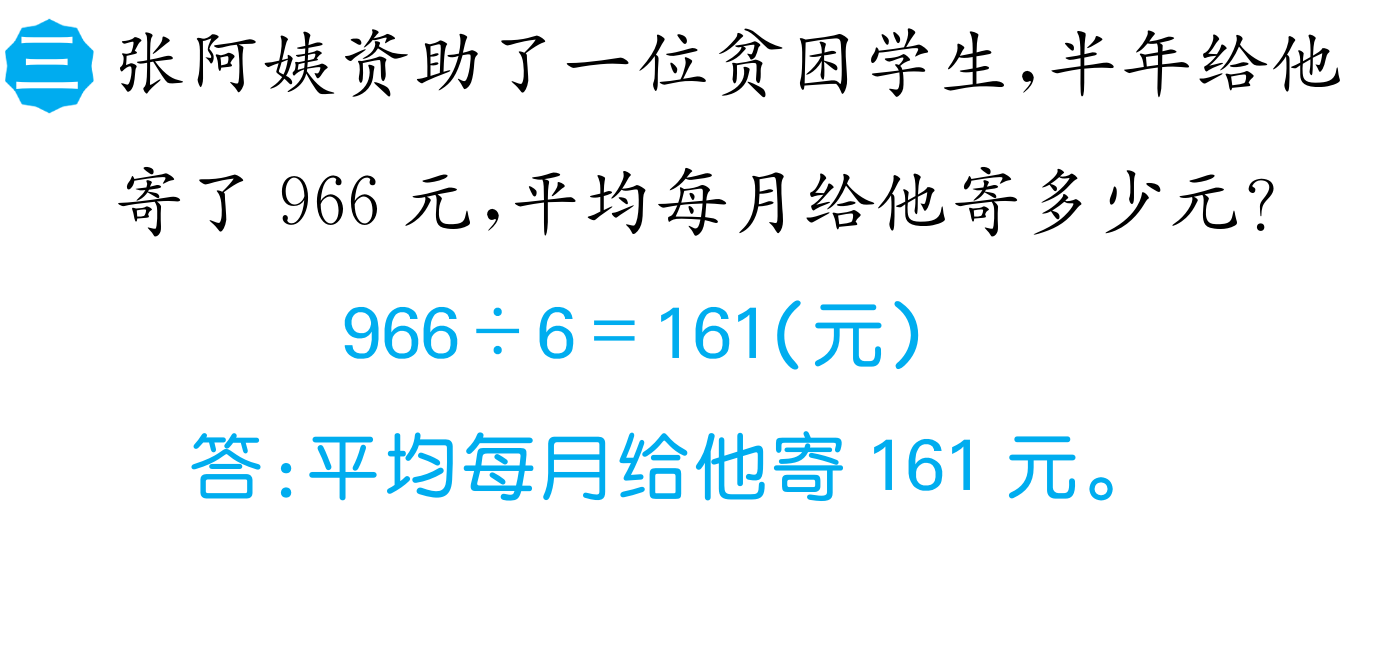 三 张阿姨资助了一位贫困学生,半年给他
寄了 966 元,平均每月给他寄多少元?
966÷6=161(元)
答:平均每月给他寄 161 元。